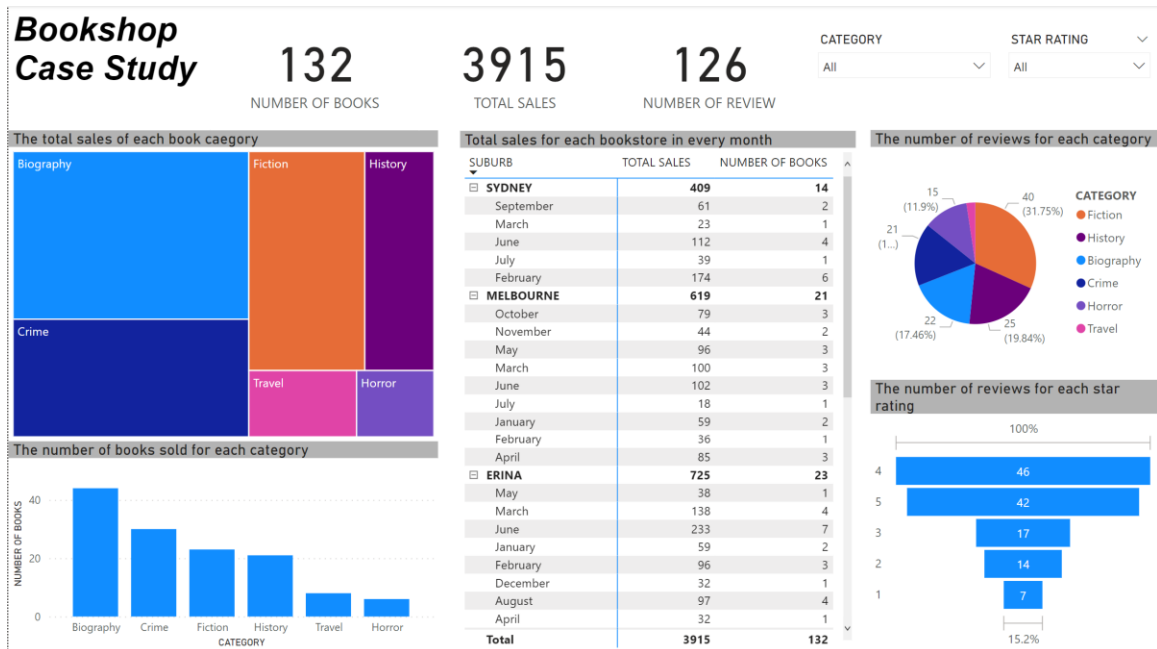 Bookshop
Case Study
132
NUMBER OF BOOKS
3915
TOTAL SALES
126
NUMBER OF REVIEW
CATEGORY
All
STAR RATING
All
The total sales of each book caegory
Biography
Fiction
History
Crime
Travel
Horror
The number of books sold for each category
NUMBER OF BOOKS
40
20
0
Biography Crime Fiction History Travel Horror
CATEGORY
Total sales for each bookstore in every month
SUBURB TOTAL SALES NUMBER OF BOOKS
SYDNEY 409 14
September 61 2
March 23 1
June 112 4
July 39 1
February 174 6
MELBOURNE 619 21
October 79 3
November 44 2
May 96 3
March 100 3
June 102 3
July 18 1
January 59 2
February 36 1
April 85 3
ERINA 725 23
May 38 1
March 138 4
June 233 7
January 59 2
February 96 3
December 32 1
August 97 4
April 32 1
Total 3915 132
The number of reviews for each category
40
(31.75%)
25
(19.84%)
22
(17.46%)
21
(1...)
15
(11.9%)
CATEGORY
Fiction
History
Biography
Crime
Horror
Travel
The number of reviews for each star
rating
100%
4 46
5 42
3 17
2 14
1 7
15.2%